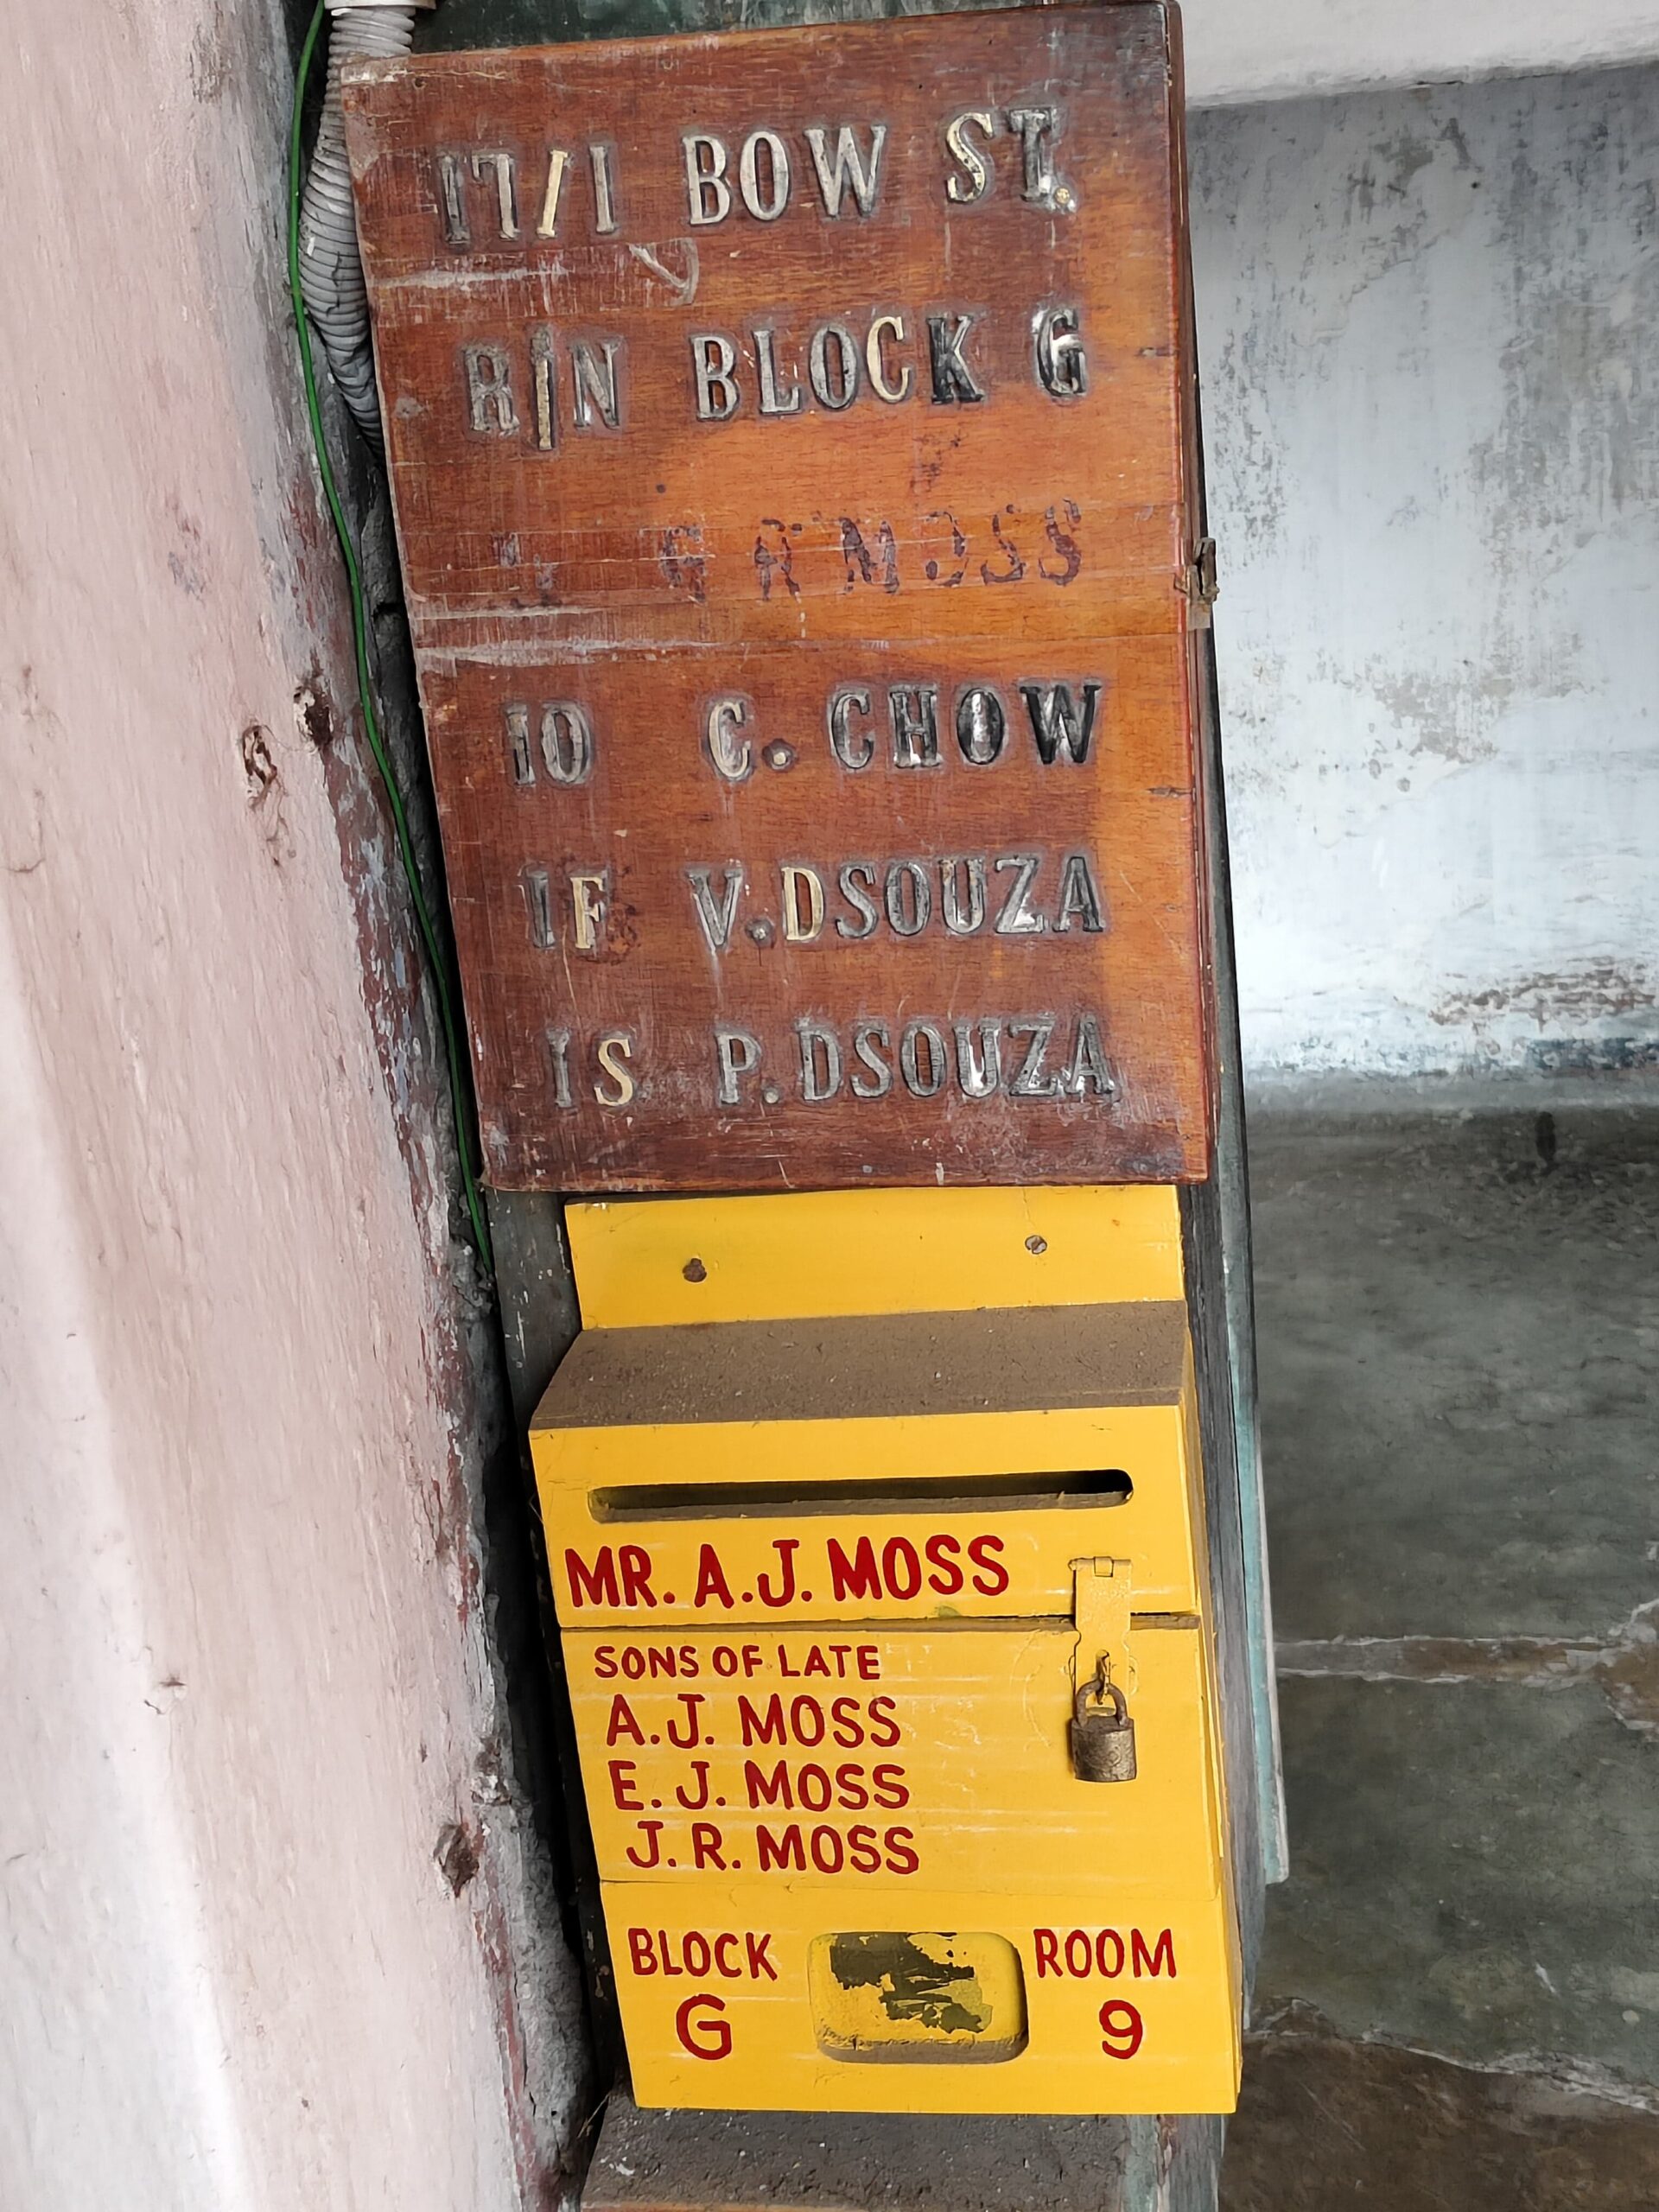 17/1 BOW ST.
R/N BLOCK G
G R MOSS
10 C. CHOW
1F V. DSOUZA
1S P. DSOUZA
MR. A.J. MOSS
SONS OF LATE
A.J. MOSS
E.J. MOSS
J.R. MOSS
BLOCK ROOM
G 9